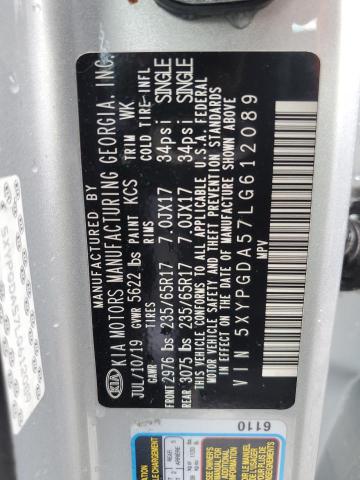 MANUFACTURED BY
KIA KIA MOTORS MANUFACTURING GEORGIA, INC.
JUL/10/19 PAINT KCS TRIM WK
GVWR 5622 lbs
TIRES RIMS COLD TIRE INFL
FRONT 2976 lbs 235/65R17 7.0JX17 34psi SINGLE
REAR 3075 lbs 235/65R17 7.0JX17 34psi SINGLE
THIS VEHICLE CONFORMS TO ALL APPLICABLE U.S.A. FEDERAL
MOTOR VEHICLE SAFETY AND THEFT PREVENTION STANDARDS
IN EFFECT ON THE DATE OF MANUFACTURE SHOWN ABOVE
VIN 5XYPGDA57LG612089
MPV
6110